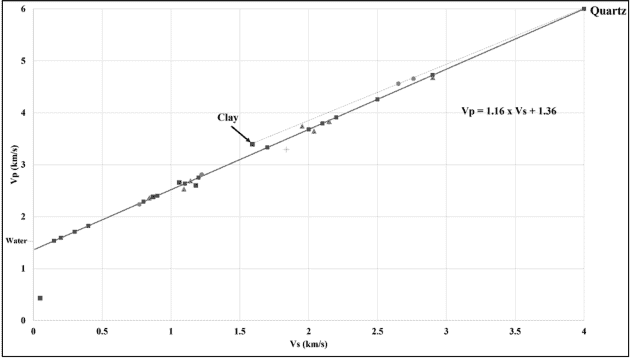 6
Quartz
5
4
Vp = 1.16 x Vs + 1.36
Clay
Vp (km/s)
3
2
Water
1
0
0 0.5 1 1.5 2 2.5 3 3.5 4
Vs (km/s)